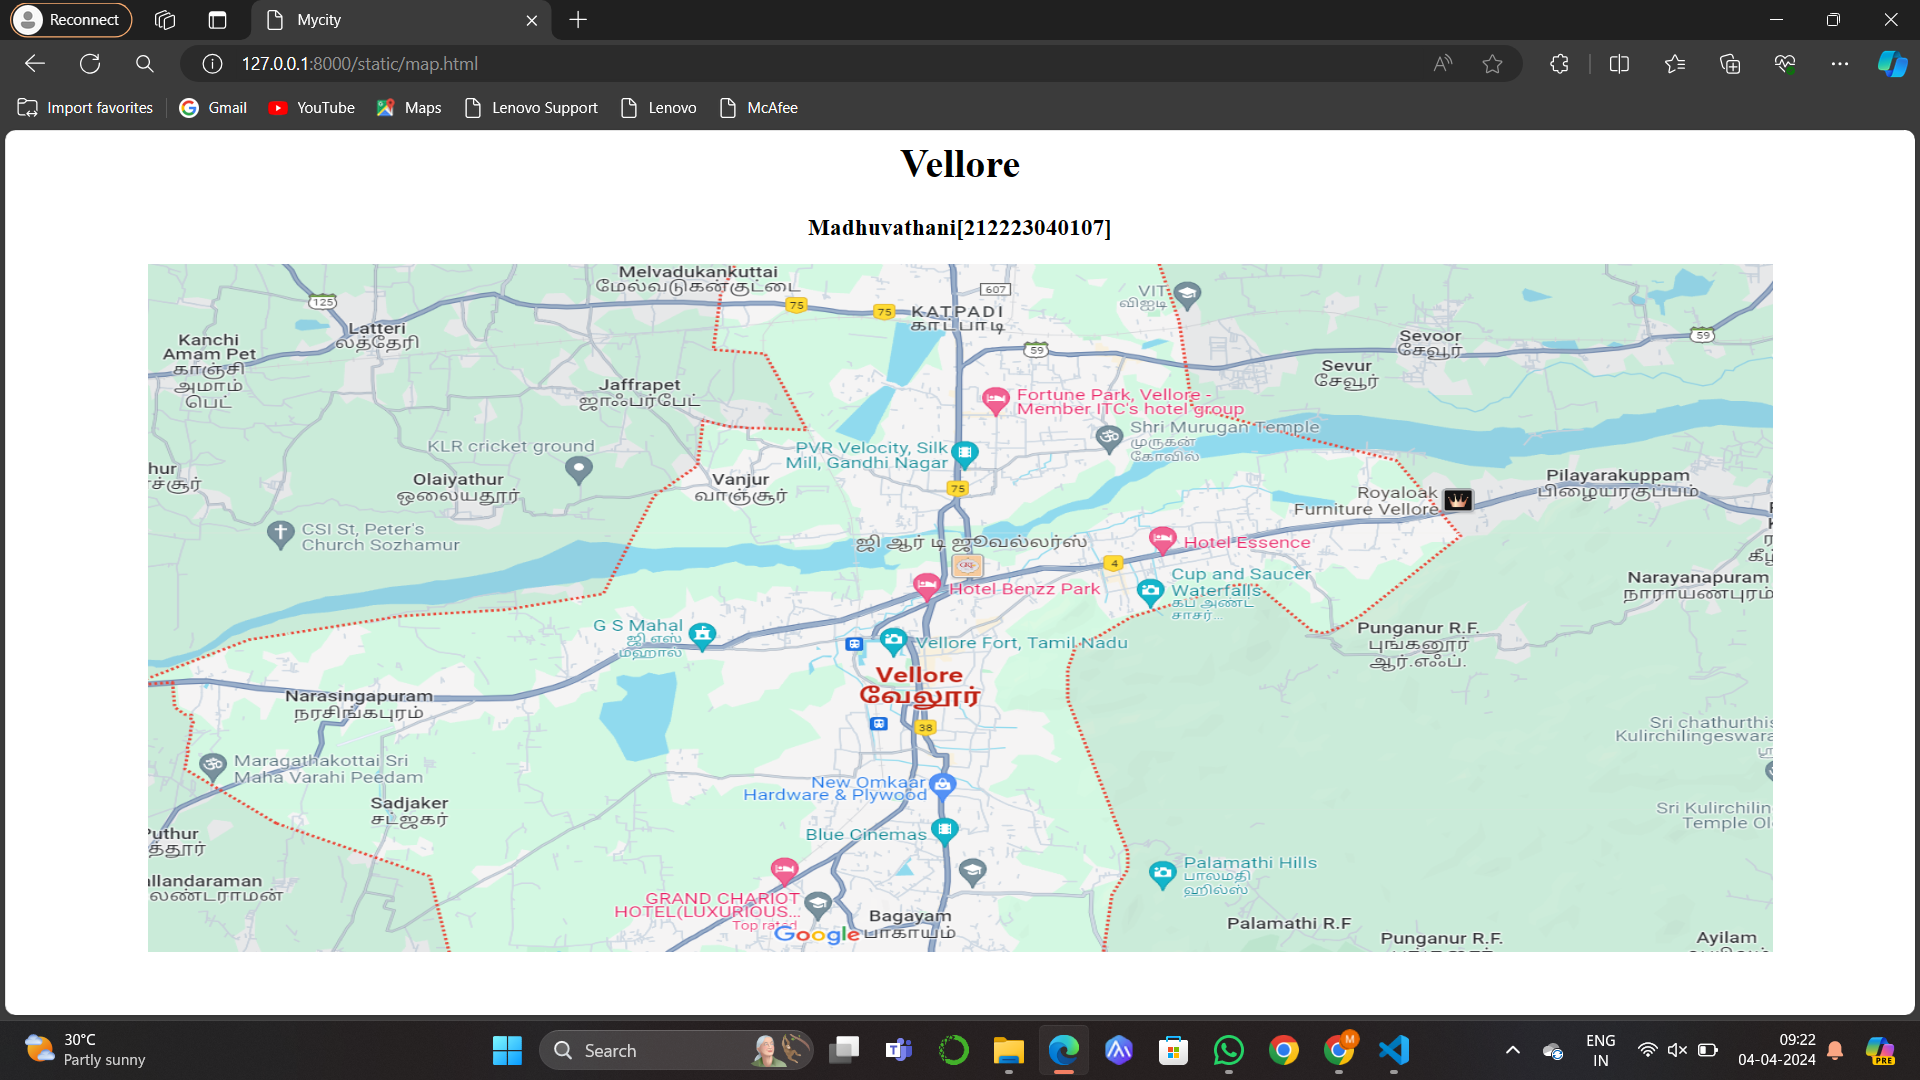 Reconnect
Mycity
127.0.0.1:8000/static/map.html
Import favorites
Gmail
YouTube
Maps
Lenovo Support
Lenovo
McAfee
Vellore
Madhuvathani[212223040107]
Melvadukankuttai
மேல்வடுகன்குட்டை
125
75
75
607
KATPADI
காட்பாடி
VIT
விஐடி
Latteri
லத்தேரி
Kanchi
Amam Pet
காஞ்சி
அமாம்
பெட்
59
59
Sevoor
சேவூர்
Sevur
சேவூர்
Jaffrapet
ஜாஃபர்பேட்
Fortune Park, Vellore -
Member ITC's hotel group
Shri Murugan Temple
முருகன்
கோவில்
KLR cricket ground
PVR Velocity, Silk
Mill, Gandhi Nagar
Olaiyathur
ஒலையதூர்
Vanjur
வாஞ்சூர்
75
Pilayarakuppam
பிழையரகுப்பம்
Royaloak
Furniture Vellore
CSI St, Peter's
Church Sozhamur
ஜி ஆர் டி ஜூவல்லர்ஸ்
Hotel Essence
4
Cup and Saucer
Waterfalls
கப் அண்ட்
சாசர்...
Hotel Benzz Park
Narayanapuram
நாராயணபுரம்
G S Mahal
ஜி எஸ்
மஹால்
Vellore Fort, Tamil Nadu
Punganur R.F.
புங்கனூர்
ஆர்.எஃப்.
Vellore
வேலூர்
Narasingapuram
நரசிங்கபுரம்
38
Sri chathurthis
Kulirchilingeswara
Maragathakottai Sri
Maha Varahi Peedam
New Omkaar
Hardware & Plywood
Sadjaker
சட்ஜகர்
Sri Kulirchilin
Temple Ol
Puthur
த்தூர்
Blue Cinemas
Palamathi Hills
பாலமதி
ஹில்ஸ்
allandaraman
லண்டராமன்
GRAND CHARIOT
HOTEL(LUXURIOUS...
Top rated
Google
Bagayam
பாகாயம்
Palamathi R.F
Punganur R.F.
Ayilam
30°C
Partly sunny
Search
M
ENG
IN
09:22
04-04-2024
PRE